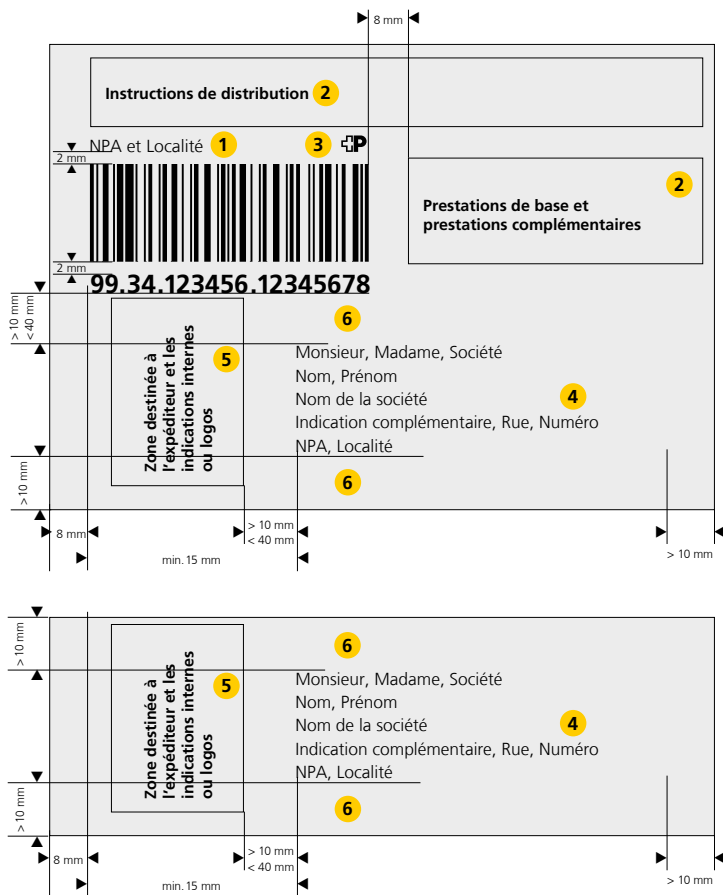 8 mm
Instructions de distribution 2
NPA et Localité 1
3 P
2 mm
Prestations de base et
prestations complémentaires
2
2 mm
99.34.123456.12345678
> 10 mm
< 40 mm
Zone destinée à
l'expéditeur et les
indications internes
ou logos
5
6
Monsieur, Madame, Société
Nom, Prénom
Nom de la société
4
Indication complémentaire, Rue, Numéro
NPA, Localité
6
> 10 mm
8 mm
> 10 mm
< 40 mm
min. 15 mm
> 10 mm
> 10 mm
Zone destinée à
l'expéditeur et les
indications internes
ou logos
5
6
Monsieur, Madame, Société
Nom, Prénom
Nom de la société
4
Indication complémentaire, Rue, Numéro
NPA, Localité
6
> 10 mm
8 mm
> 10 mm
< 40 mm
min. 15 mm
> 10 mm